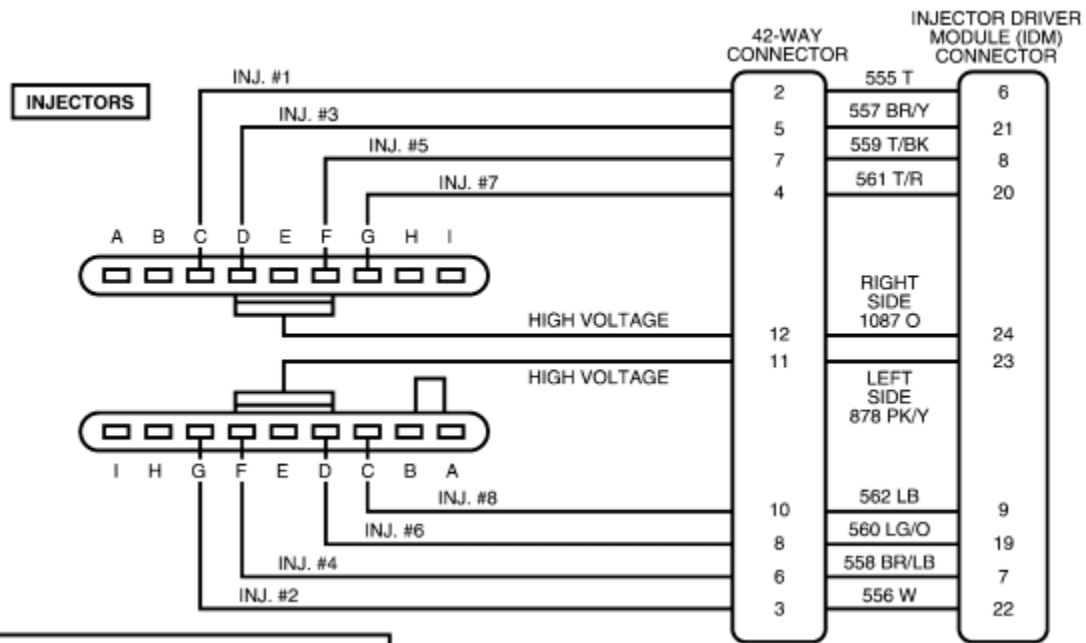 INJECTOR DRIVER
MODULE (IDM)
CONNECTOR
42-WAY
CONNECTOR
INJECTORS
INJ. #1
2
555 T
6
INJ. #3
5
557 BR/Y
21
INJ. #5
7
559 T/BK
8
INJ. #7
4
561 T/R
20
A B C D E F G H I
HIGH VOLTAGE
12
RIGHT
SIDE
1087 O
24
HIGH VOLTAGE
11
23
LEFT
SIDE
878 PK/Y
I H G F E D C B A
INJ. #8
10
562 LB
9
INJ. #6
8
560 LG/O
19
INJ. #4
6
558 BR/LB
7
INJ. #2
3
556 W
22